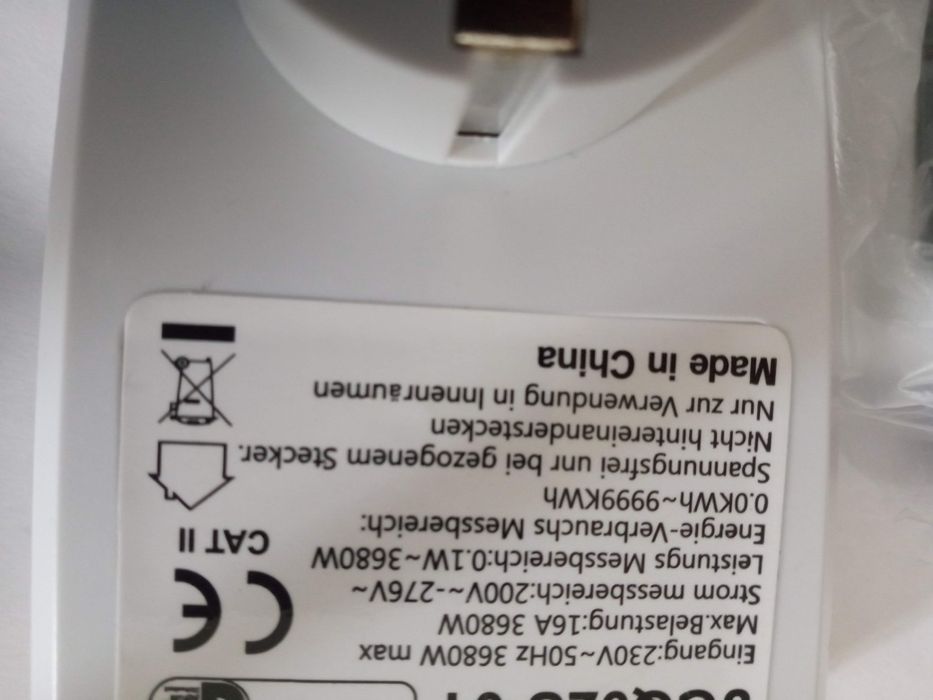 Eingang:230V~50Hz 3680W max
Max.Belastung:16A 3680W
Strom messbereich:200V~--276V~
Leistungs Messbereich:0.1W~3680W
Energie-Verbrauchs Messbereich:
0.0KWh~9999KWh
Spannungsfrei unr bei gezogenem Stecker.
Nicht hintereinanderstecken
Nur zur Verwendung in Innenräumen
Made in China
CE
CAT II